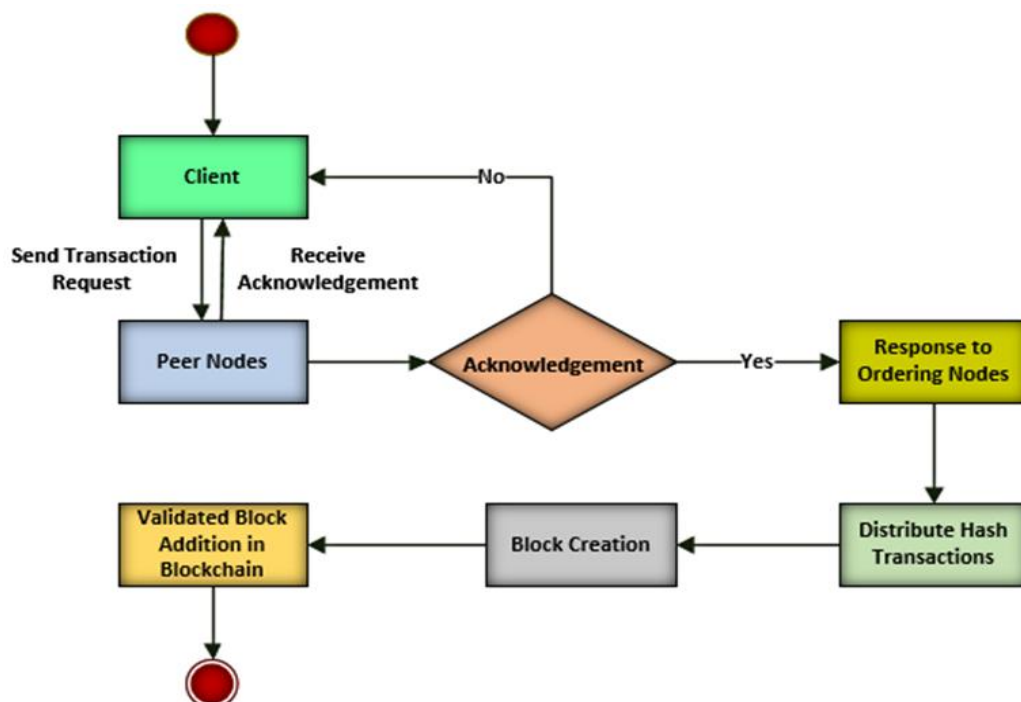 Client
No
Send Transaction
Request
Receive
Acknowledgement
Peer Nodes
Acknowledgement
Yes
Response to
Ordering Nodes
Validated Block
Addition in
Blockchain
Block Creation
Distribute Hash
Transactions